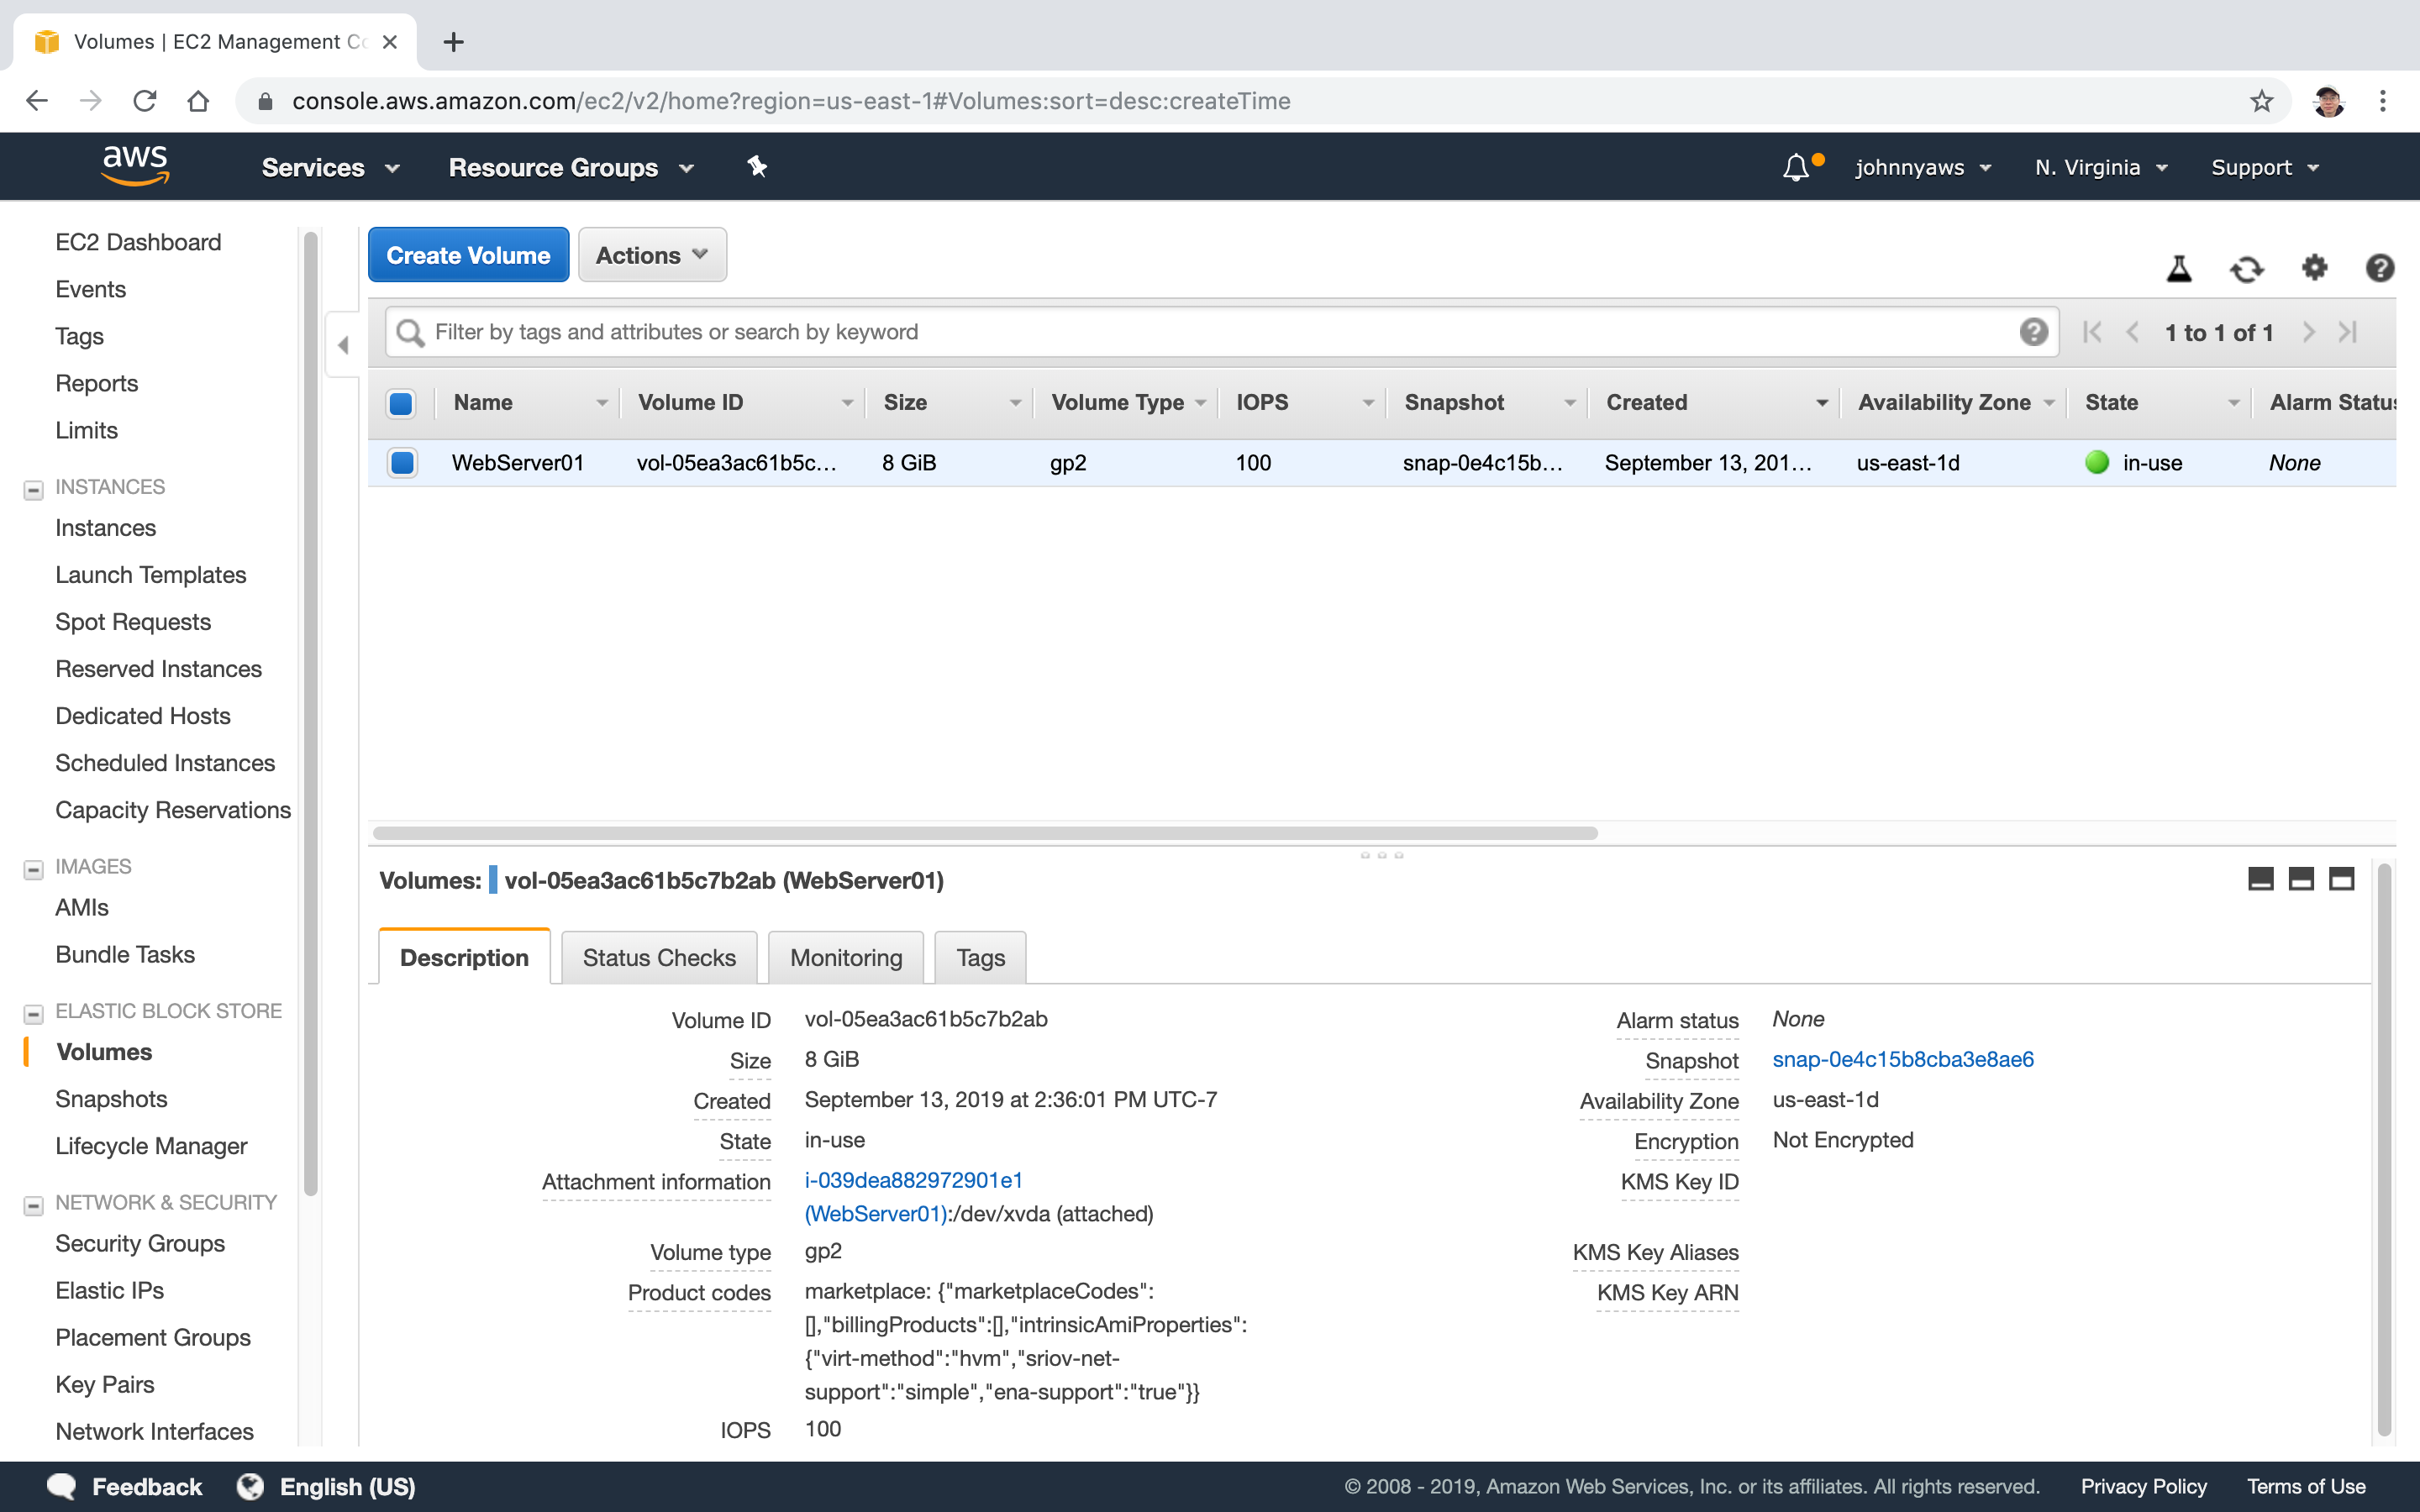 Volumes | EC2 Management Co
console.aws.amazon.com/ec2/v2/home?region=us-east-1#Volumes:sort=desc:createTime
aws Services Resource Groups johnnyaws N. Virginia Support
EC2 Dashboard
Events
Tags
Reports
Limits
INSTANCES
Instances
Launch Templates
Spot Requests
Reserved Instances
Dedicated Hosts
Scheduled Instances
Capacity Reservations
IMAGES
AMIs
Bundle Tasks
ELASTIC BLOCK STORE
Volumes
Snapshots
Lifecycle Manager
NETWORK & SECURITY
Security Groups
Elastic IPs
Placement Groups
Key Pairs
Network Interfaces
Create Volume Actions
Filter by tags and attributes or search by keyword 1 to 1 of 1
Name Volume ID Size Volume Type IOPS Snapshot Created Availability Zone State Alarm Status
WebServer01 vol-05ea3ac61b5c... 8 GiB gp2 100 snap-0e4c15b... September 13, 201... us-east-1d in-use None
Volumes: vol-05ea3ac61b5c7b2ab (WebServer01)
Description Status Checks Monitoring Tags
Volume ID vol-05ea3ac61b5c7b2ab
Size 8 GiB
Created September 13, 2019 at 2:36:01 PM UTC-7
State in-use
Attachment information i-039dea882972901e1
(WebServer01):/dev/xvda (attached)
Volume type gp2
Product codes marketplace: {"marketplaceCodes":
[],"billingProducts":[],"intrinsicAmiProperties":
{"virt-method":"hvm","sriov-net-
support":"simple","ena-support":"true"}}
IOPS 100
Alarm status None
Snapshot snap-0e4c15b8cba3e8ae6
Availability Zone us-east-1d
Encryption Not Encrypted
KMS Key ID
KMS Key Aliases
KMS Key ARN
Feedback English (US) © 2008 - 2019, Amazon Web Services, Inc. or its affiliates. All rights reserved. Privacy Policy Terms of Use